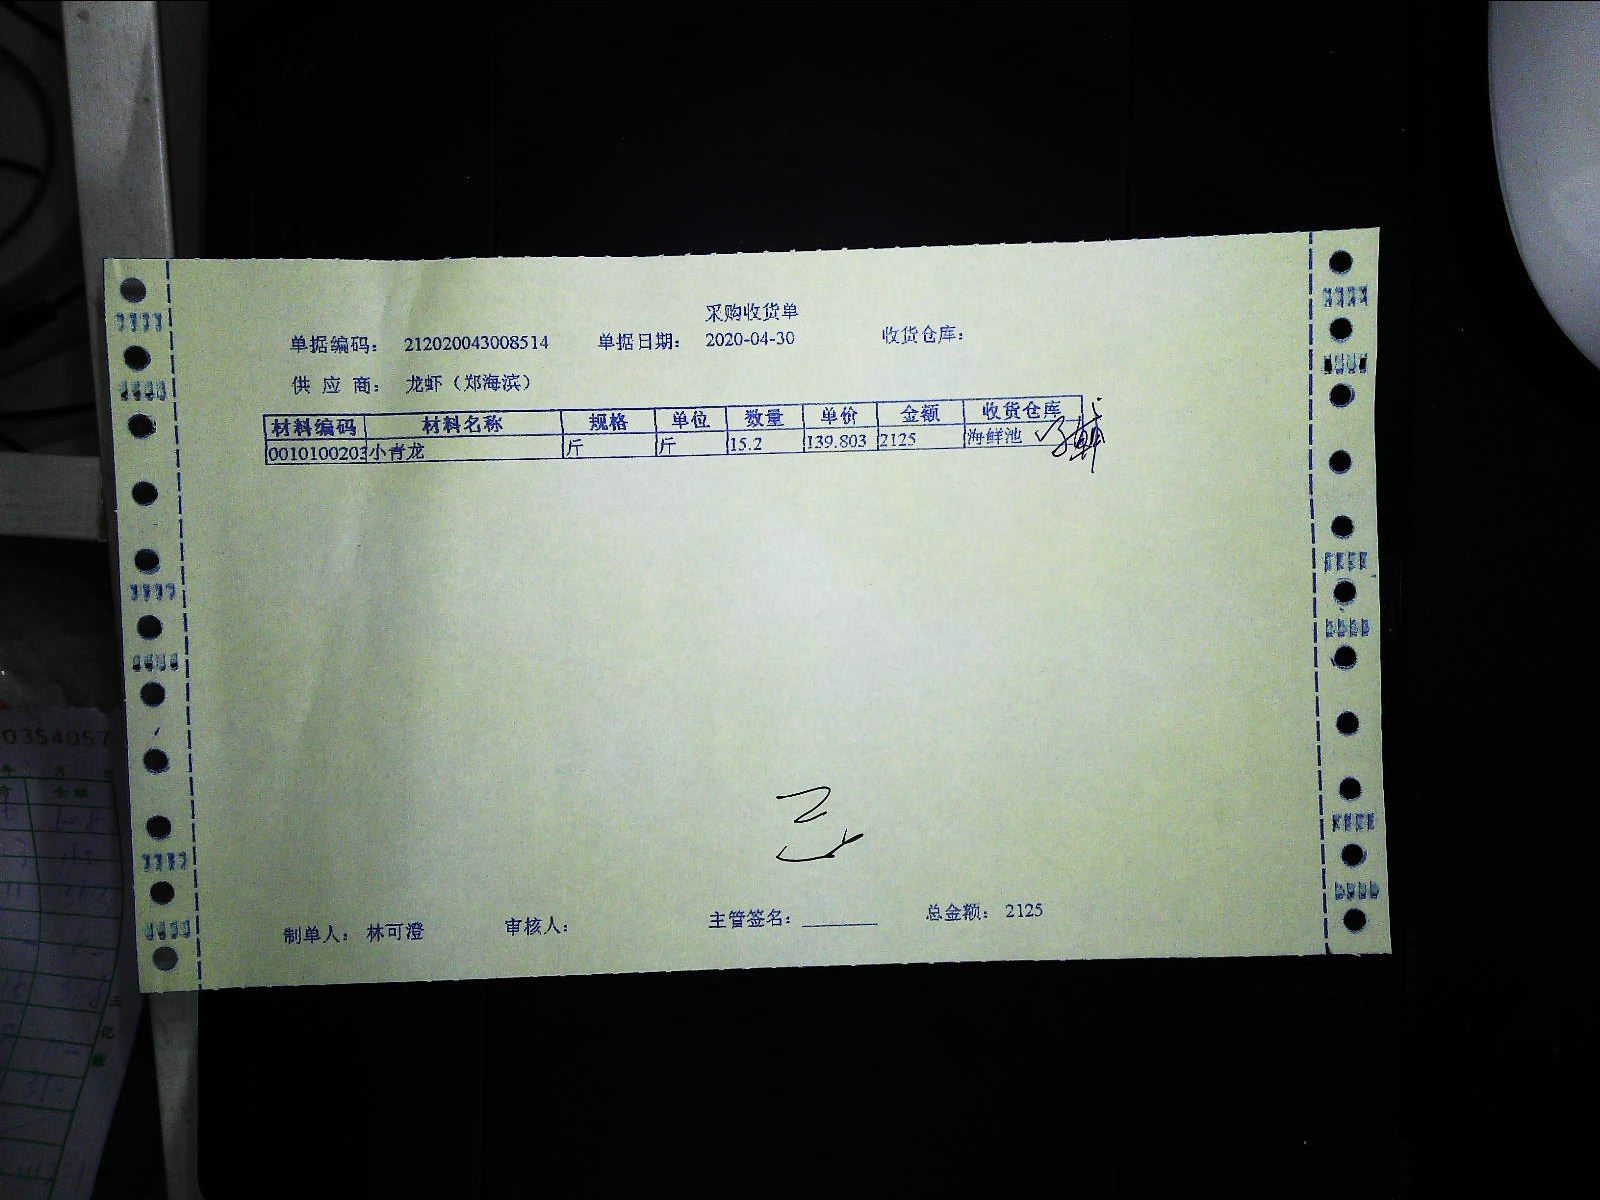 采购收货单
单据编码： 212020043008514 单据日期： 2020-04-30 收货仓库：
供 应 商： 龙虾（郑海滨）
材料编码 材料名称 规格 单位 数量 单价 金额 收货仓库
0010100203 小青龙 斤 斤 15.2 139.803 2125 海鲜池
制单人： 林可澄 审核人： 主管签名：________ 总金额： 2125
0354057